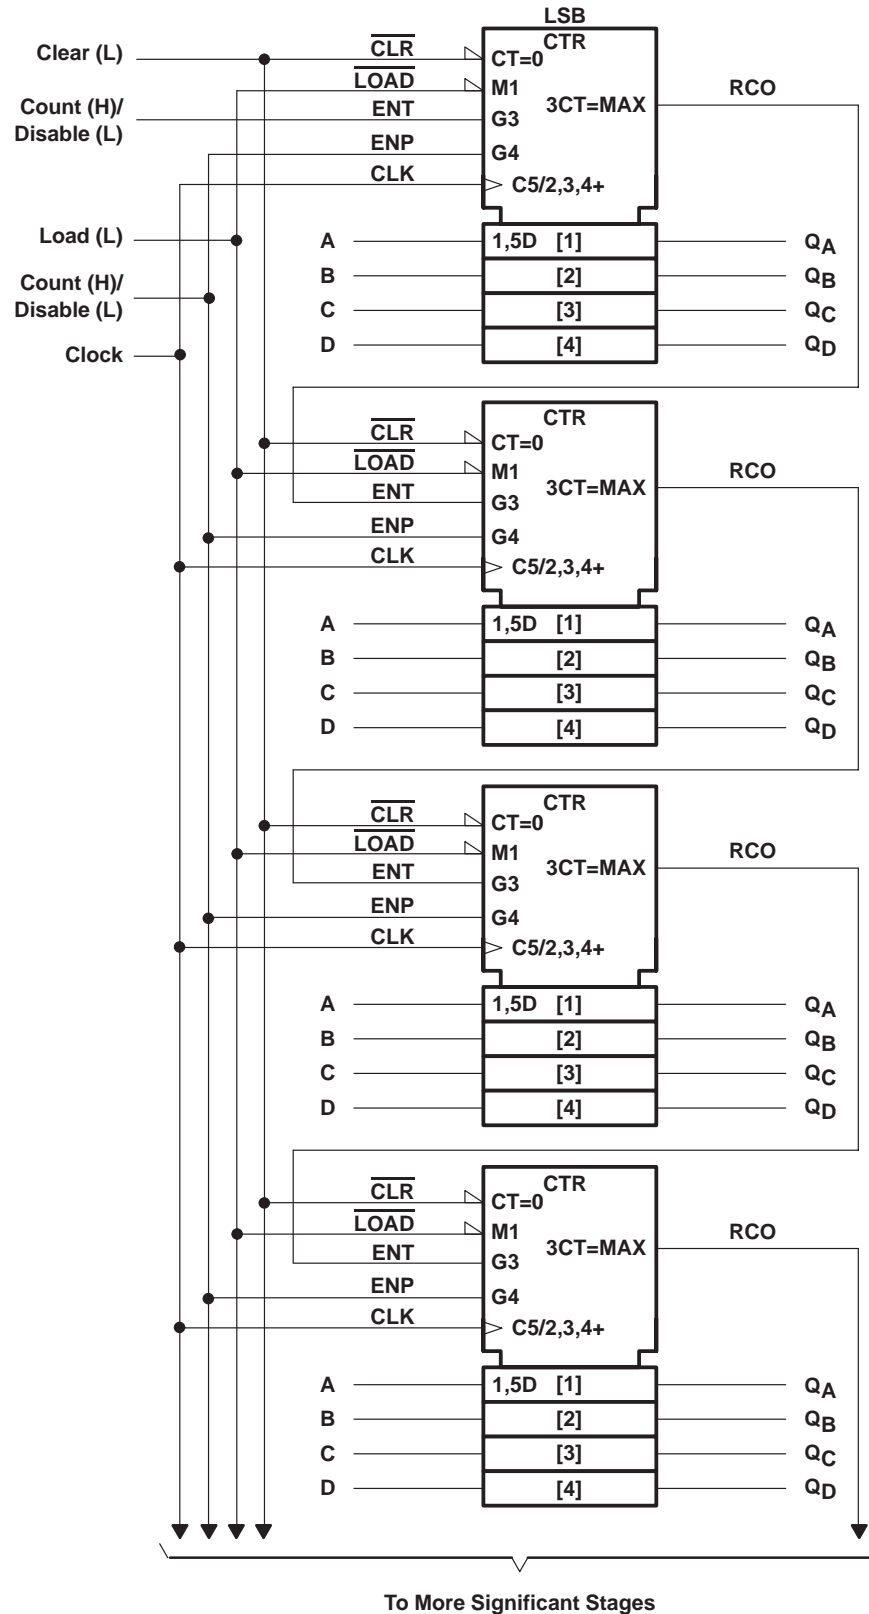 LSB
Clear (L)
CLR
CTR
CT=0
LOAD
M1
Count (H)/
Disable (L)
ENT
G3
3CT=MAX
RCO
ENP
G4
CLK
C5/2,3,4+
Load (L)
A
1,5D [1]
QA
Count (H)/
Disable (L)
B
[2]
QB
C
[3]
QC
Clock
D
[4]
QD
CLR
CTR
CT=0
LOAD
M1
ENT
G3
3CT=MAX
RCO
ENP
G4
CLK
C5/2,3,4+
A
1,5D [1]
QA
B
[2]
QB
C
[3]
QC
D
[4]
QD
CLR
CTR
CT=0
LOAD
M1
ENT
G3
3CT=MAX
RCO
ENP
G4
CLK
C5/2,3,4+
A
1,5D [1]
QA
B
[2]
QB
C
[3]
QC
D
[4]
QD
CLR
CTR
CT=0
LOAD
M1
ENT
G3
3CT=MAX
RCO
ENP
G4
CLK
C5/2,3,4+
A
1,5D [1]
QA
B
[2]
QB
C
[3]
QC
D
[4]
QD
To More Significant Stages